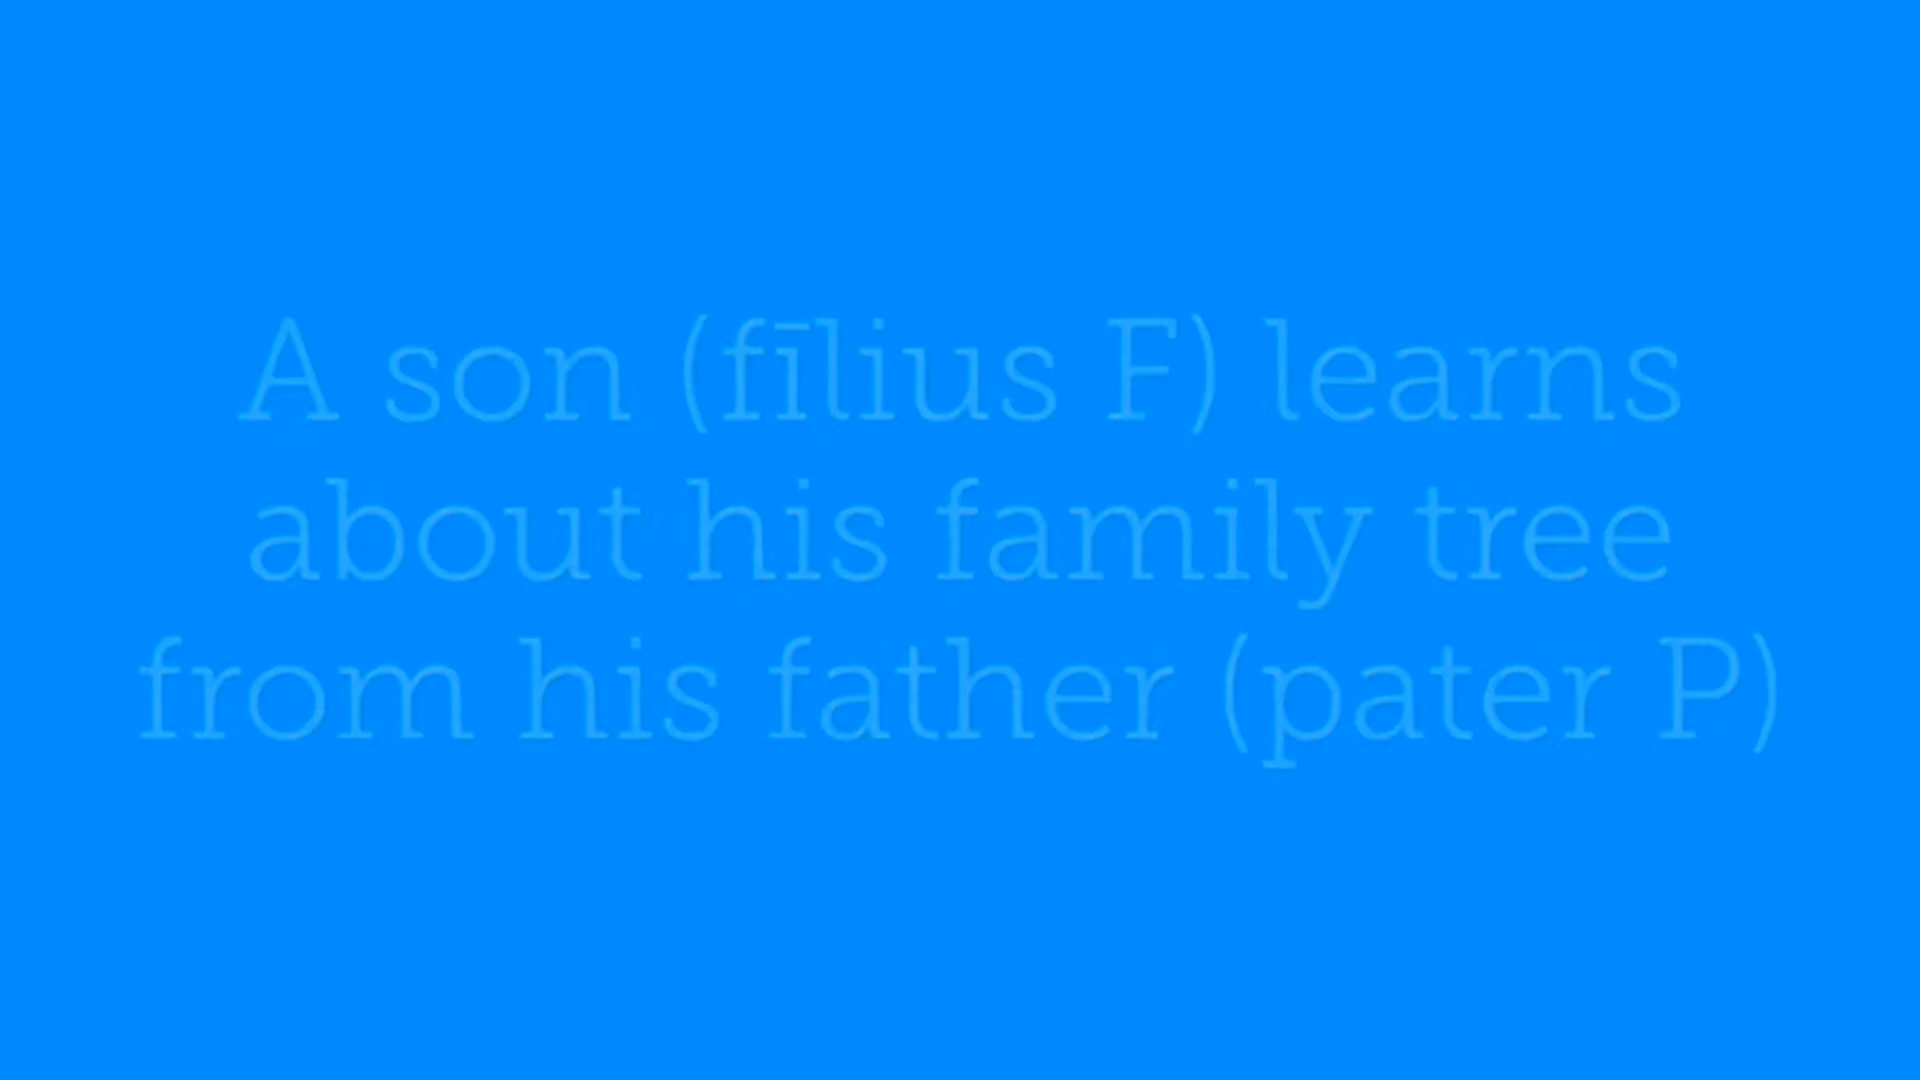 A son (fīlius F) learns
about his family tree
from his father (pater P)